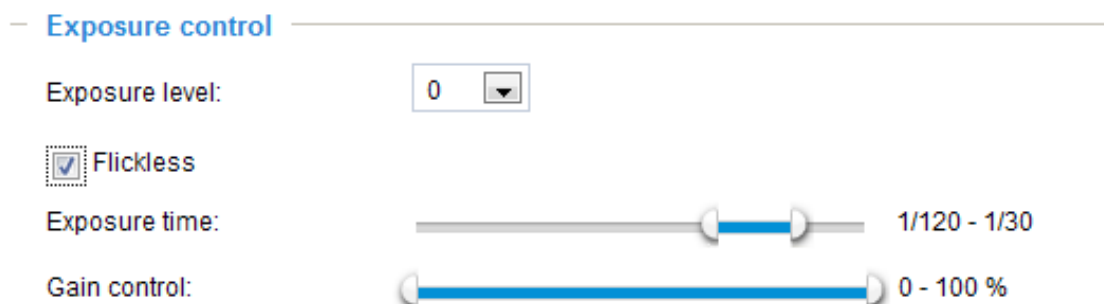 Exposure control
Exposure level: 0
Flickless
Exposure time: 1/120 - 1/30
Gain control: 0 - 100 %